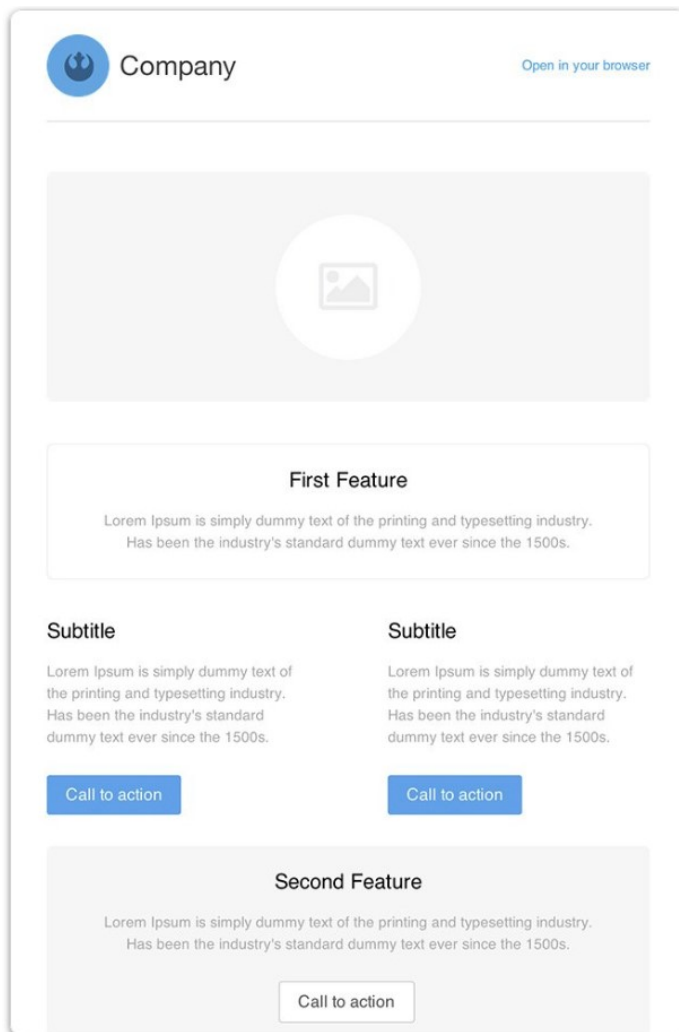 Company
Open in your browser
First Feature
Lorem Ipsum is simply dummy text of the printing and typesetting industry.
Has been the industry's standard dummy text ever since the 1500s.
Subtitle
Lorem Ipsum is simply dummy text of
the printing and typesetting industry.
Has been the industry's standard
dummy text ever since the 1500s.
Call to action
Subtitle
Lorem Ipsum is simply dummy text of
the printing and typesetting industry.
Has been the industry's standard
dummy text ever since the 1500s.
Call to action
Second Feature
Lorem Ipsum is simply dummy text of the printing and typesetting industry.
Has been the industry's standard dummy text ever since the 1500s.
Call to action